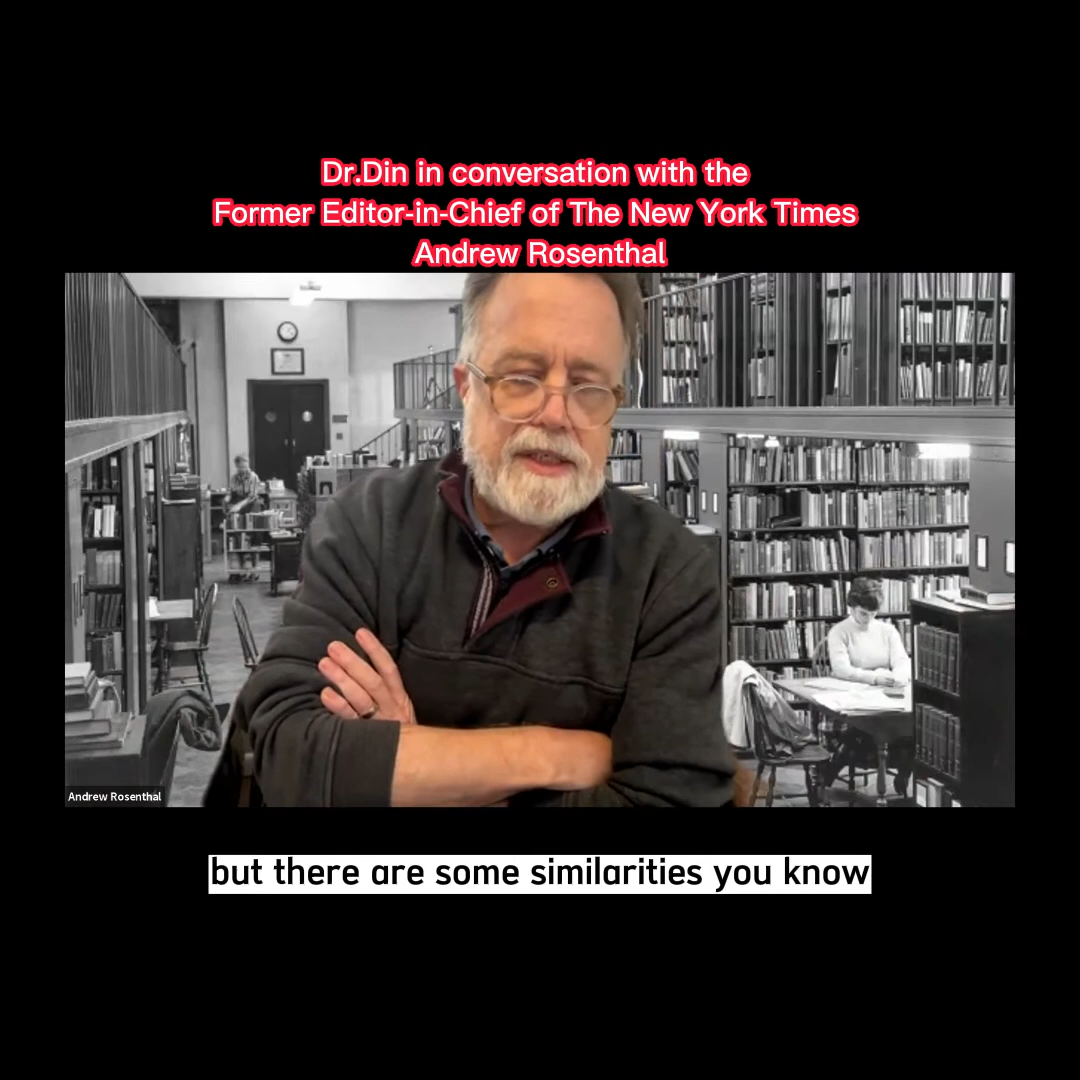 Dr.Din in conversation with the
Former Editor-in-Chief of The New York Times
Andrew Rosenthal
Andrew Rosenthal
but there are some similarities you know